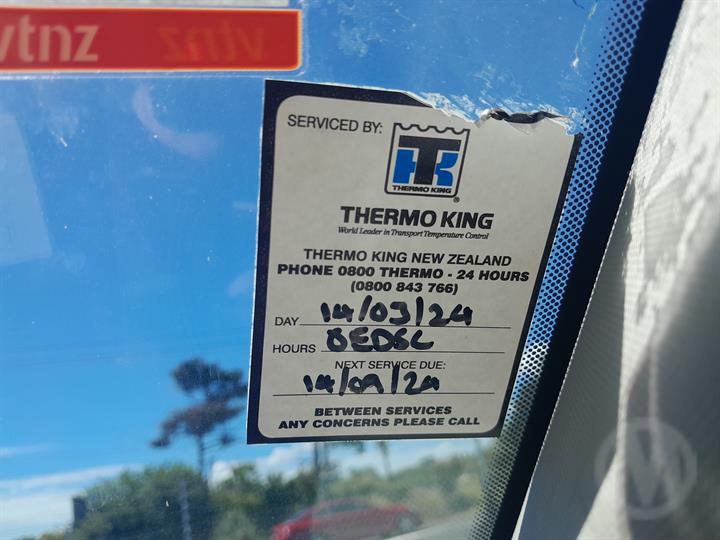 vtnz
SERVICED BY:
TK
THERMO KING
®
THERMO KING
World Leader in Transport Temperature Control
THERMO KING NEW ZEALAND
PHONE 0800 THERMO - 24 HOURS
(0800 843 766)
DAY 14/03/24
HOURS
NEXT SERVICE DUE:
14/09/24
BETWEEN SERVICES
ANY CONCERNS PLEASE CALL